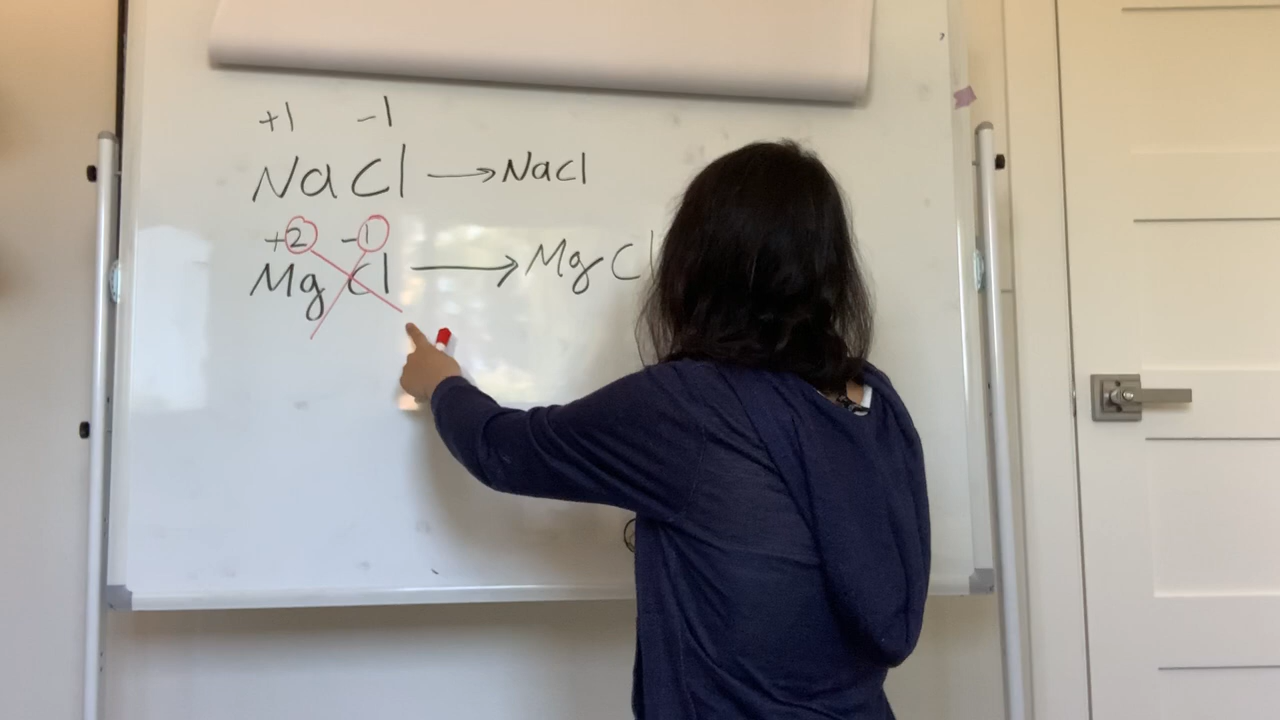 +1 -1
NaCl → NaCl
+2 -1
MgCl → MgCl